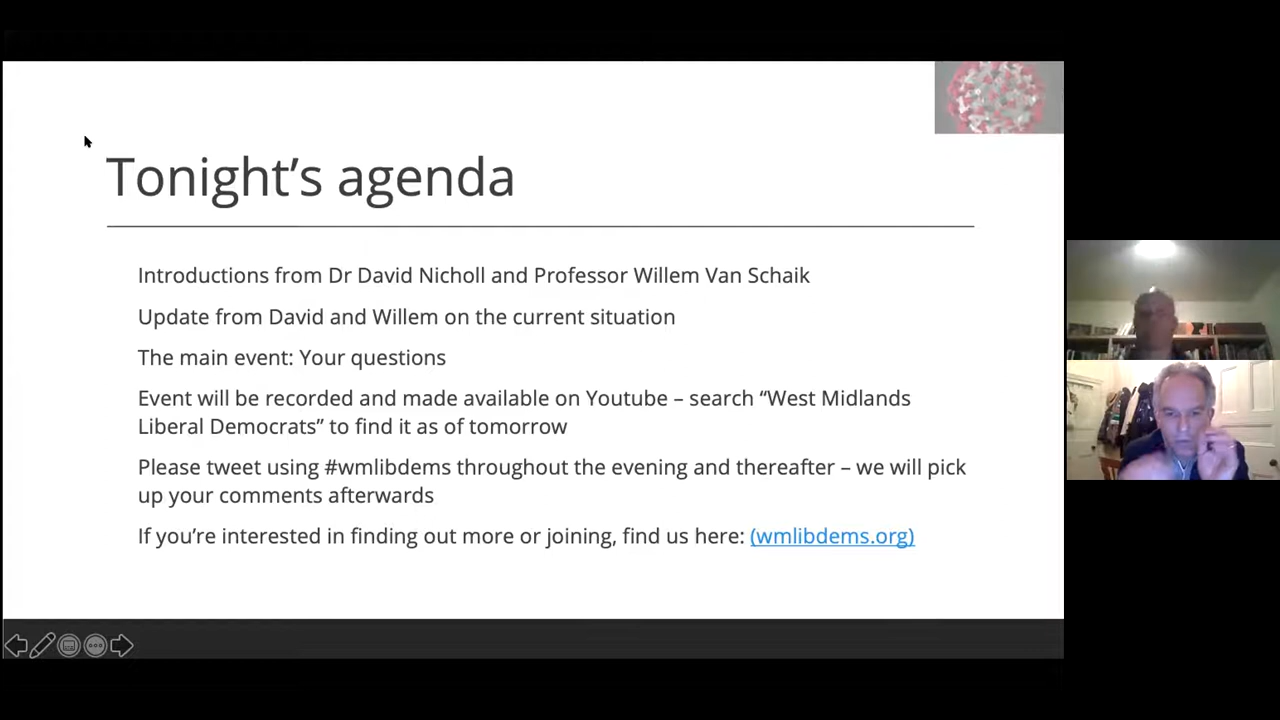 Tonight’s agenda
Introductions from Dr David Nicholl and Professor Willem Van Schaik
Update from David and Willem on the current situation
The main event: Your questions
Event will be recorded and made available on Youtube – search “West Midlands
Liberal Democrats” to find it as of tomorrow
Please tweet using #wmlibdems throughout the evening and thereafter – we will pick
up your comments afterwards
If you’re interested in finding out more or joining, find us here: (wmlibdems.org)